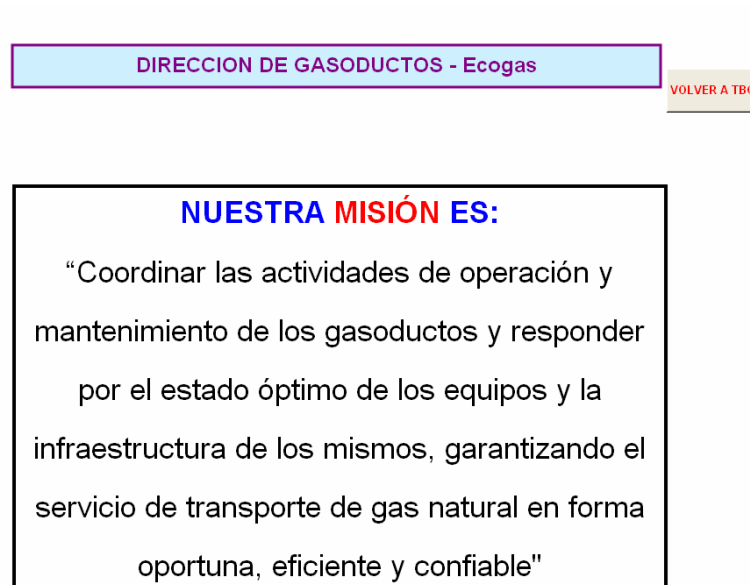 DIRECCION DE GASODUCTOS - Ecogas
VOLVER A
NUESTRA MISIÓN ES:
“Coordinar las actividades de operación y
mantenimiento de los gasoductos y responder
por el estado óptimo de los equipos y la
infraestructura de los mismos, garantizando el
servicio de transporte de gas natural en forma
oportuna, eficiente y confiable"